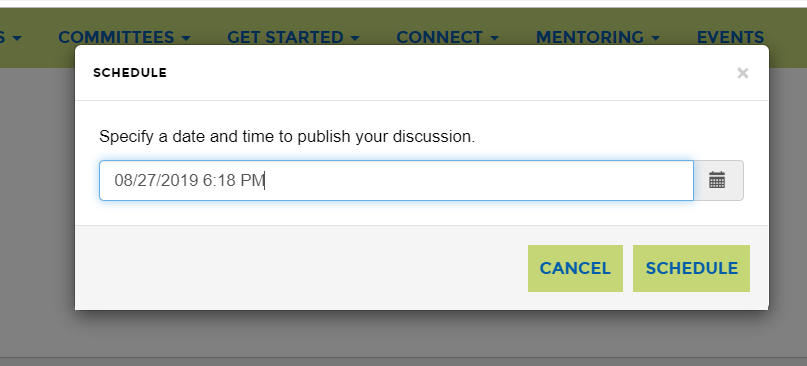 S COMMITTEES GET STARTED CONNECT MENTORING EVENTS
SCHEDULE ×
Specify a date and time to publish your discussion.
08/27/2019 6:18 PM
CANCEL SCHEDULE